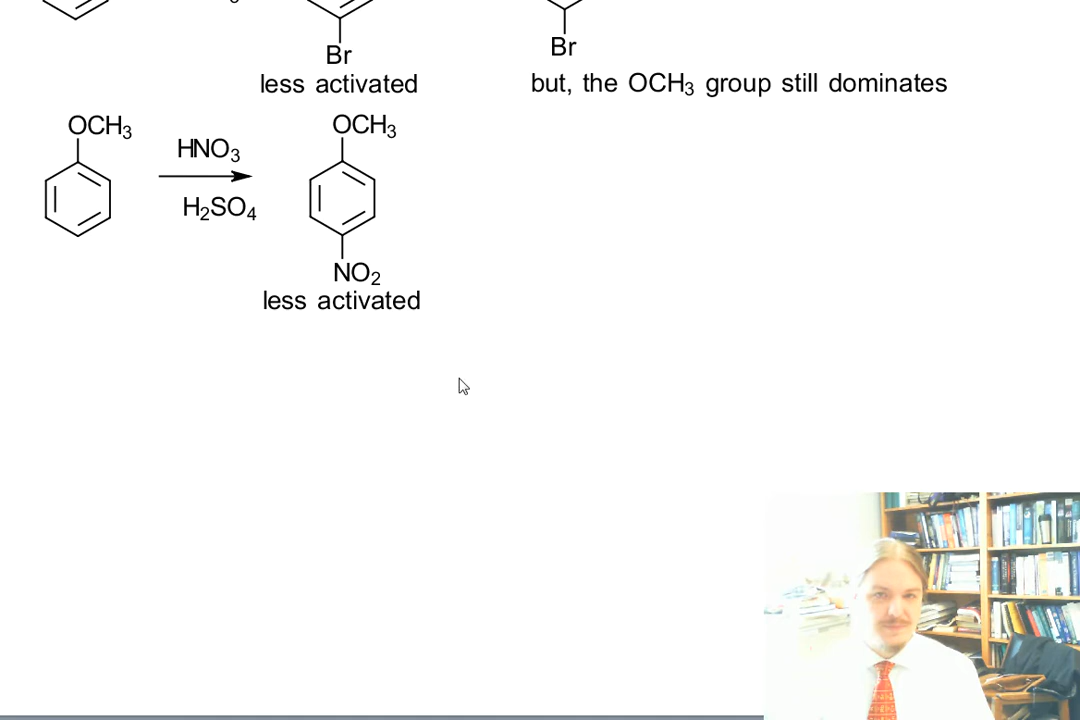 Br
Br
less activated
but, the OCH₃ group still dominates
OCH₃
HNO₃
H₂SO₄
OCH₃
NO₂
less activated